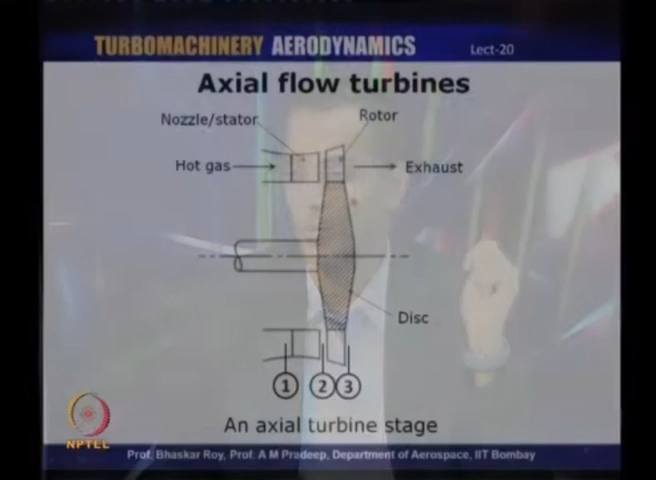 TURBOMACHINERY AERODYNAMICS
Lect-20
Axial flow turbines
Nozzle/stator
Rotor
Hot gas
Exhaust
Disc
1 2 3
An axial turbine stage
NPTEL
Prof. Bhaskar Roy, Prof. A M Pradeep, Department of Aerospace, IIT Bombay